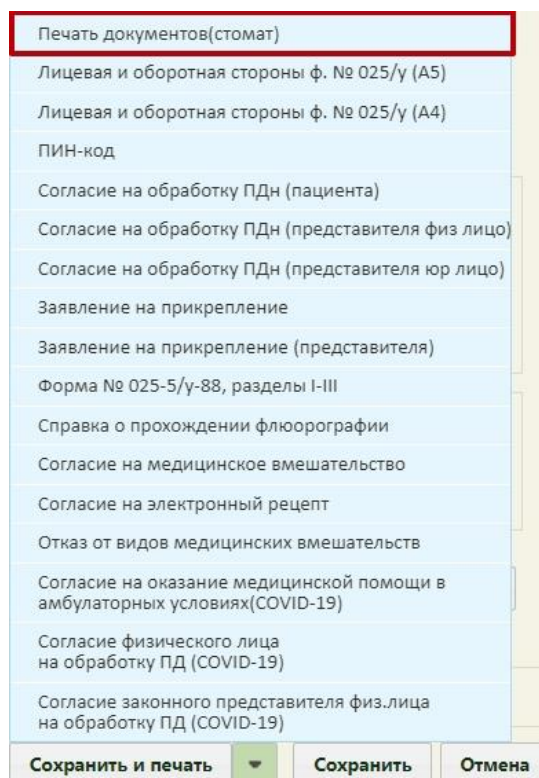 Печать документов(стомат)
Лицевая и оборотная стороны ф. № 025/у (А5)
Лицевая и оборотная стороны ф. № 025/у (А4)
ПИН-код
Согласие на обработку ПДн (пациента)
Согласие на обработку ПДн (представителя физ лицо)
Согласие на обработку ПДн (представителя юр лицо)
Заявление на прикрепление
Заявление на прикрепление (представителя)
Форма № 025-5/у-88, разделы I-III
Справка о прохождении флюорографии
Согласие на медицинское вмешательство
Согласие на электронный рецепт
Отказ от видов медицинских вмешательств
Согласие на оказание медицинской помощи в
амбулаторных условиях(COVID-19)
Согласие физического лица
на обработку ПД (COVID-19)
Согласие законного представителя физ.лица
на обработку ПД (COVID-19)
Сохранить и печать Сохранить Отмена